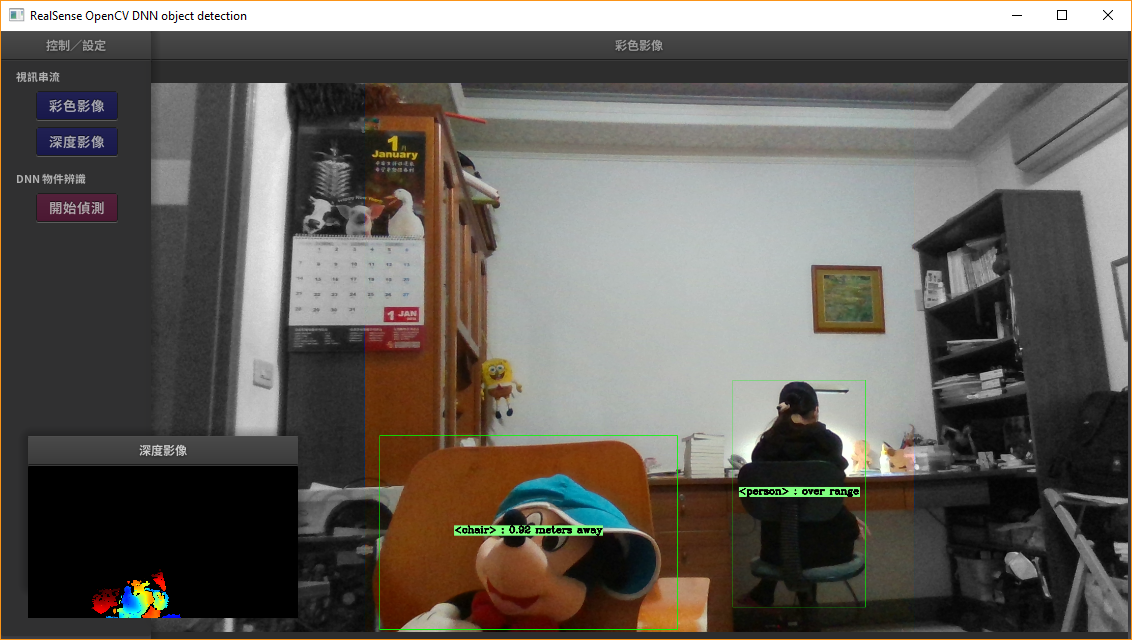 RealSense OpenCV DNN object detection
控制／設定
彩色影像
視訊串流
彩色影像
深度影像
DNN 物件辨識
開始偵測
1月
January
1 JAN
<person> : over range
<chair> : 0.92 meters away
深度影像